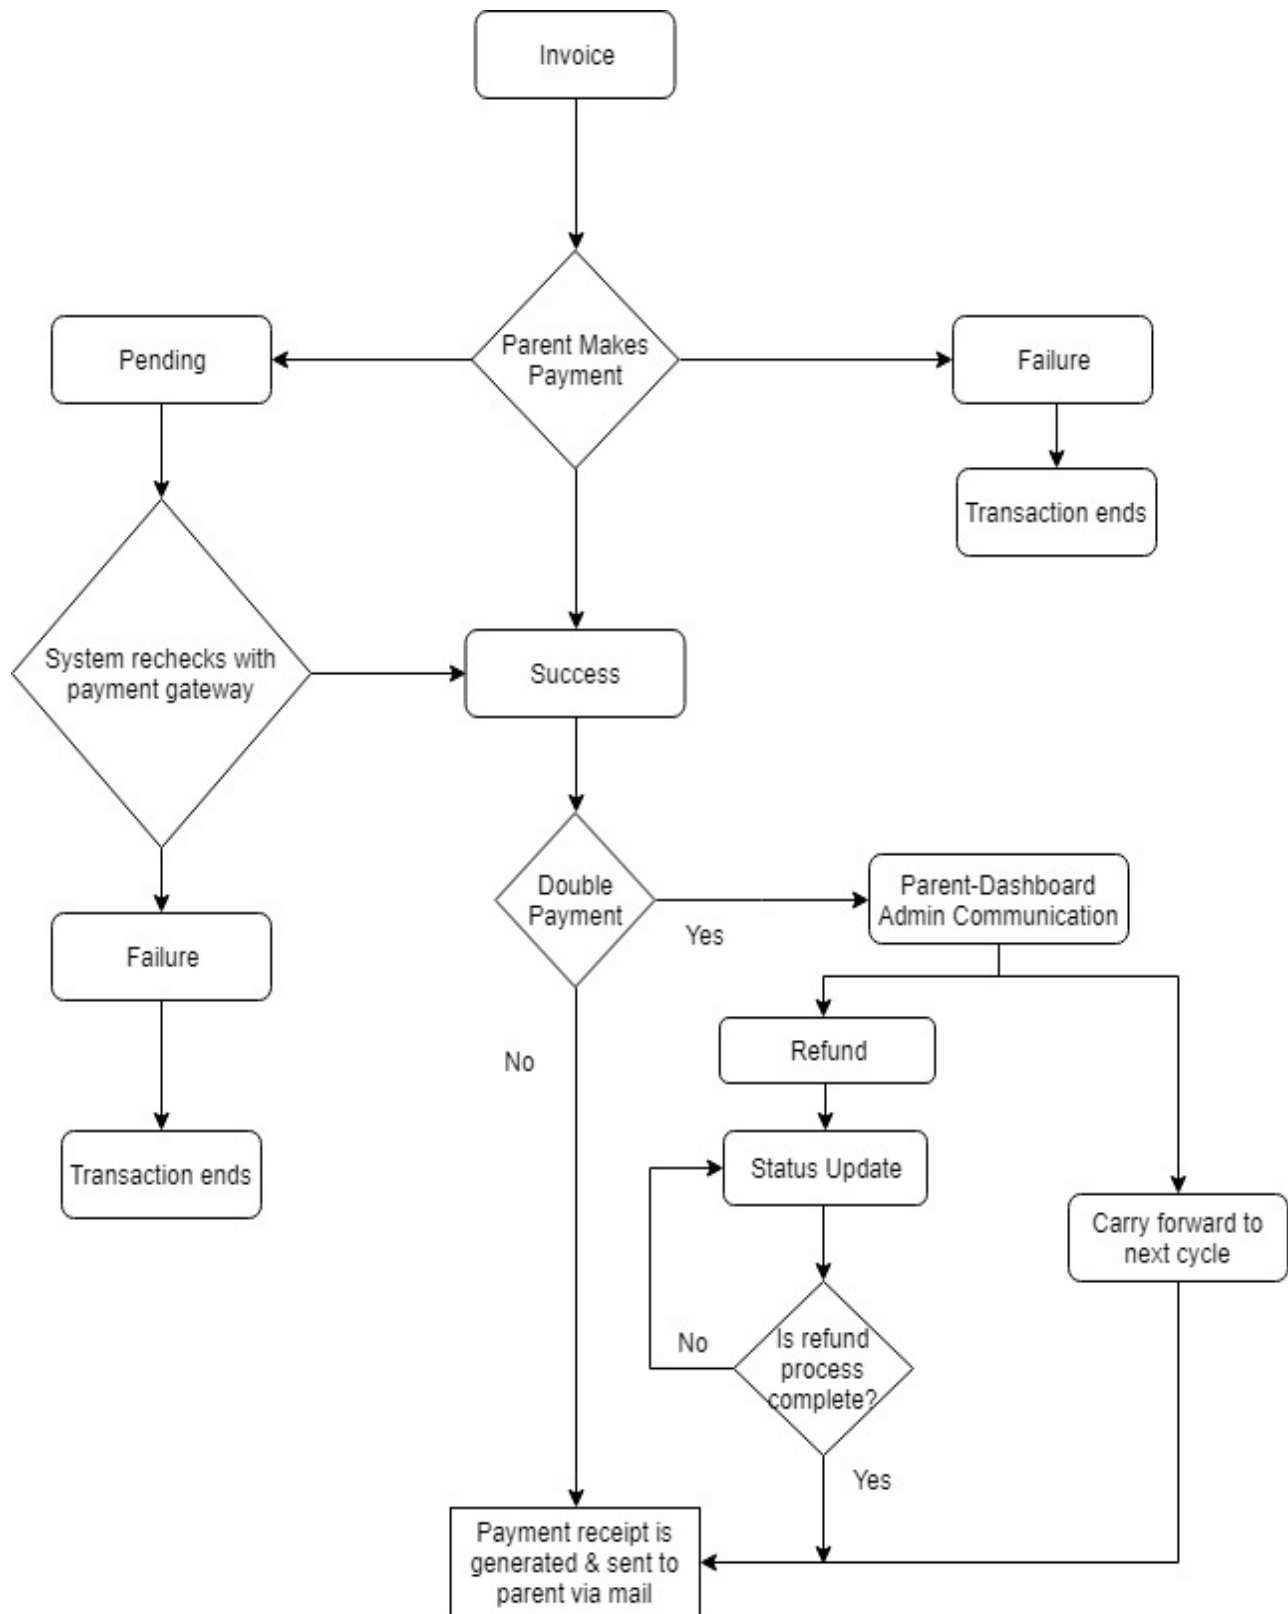 Invoice
Parent Makes
Payment
Pending
Failure
Transaction ends
System rechecks with
payment gateway
Success
Double
Payment
Yes
Parent-Dashboard
Admin Communication
Failure
No
Refund
Transaction ends
Status Update
Carry forward to
next cycle
No
Is refund
process
complete?
Yes
Payment receipt is
generated & sent to
parent via mail